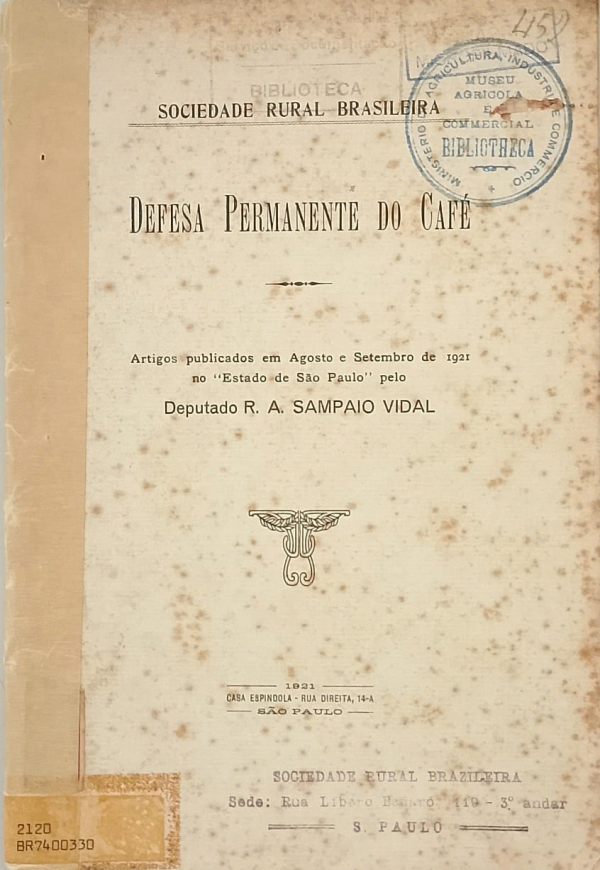 458
BIBLIOTECA
SOCIEDADE RURAL BRASILEIRA
MINISTERIO DA AGRICULTURA, INDUSTRIA E COMMERCIO
MUSEU
AGRICOLA
E
COMMERCIAL
BIBLIOTHECA
DEFESA PERMANENTE DO CAFÉ
Artigos publicados em Agosto e Setembro de 1921
no "Estado de São Paulo" pelo
Deputado R. A. SAMPAIO VIDAL
1921
CASA ESPINDOLA - RUA DIREITA, 14-A
SÃO PAULO
SOCIEDADE RURAL BRAZILEIRA
Sede: Rua Libero Badaró 119 - 3º andar
S. PAULO
2120
BR7400330